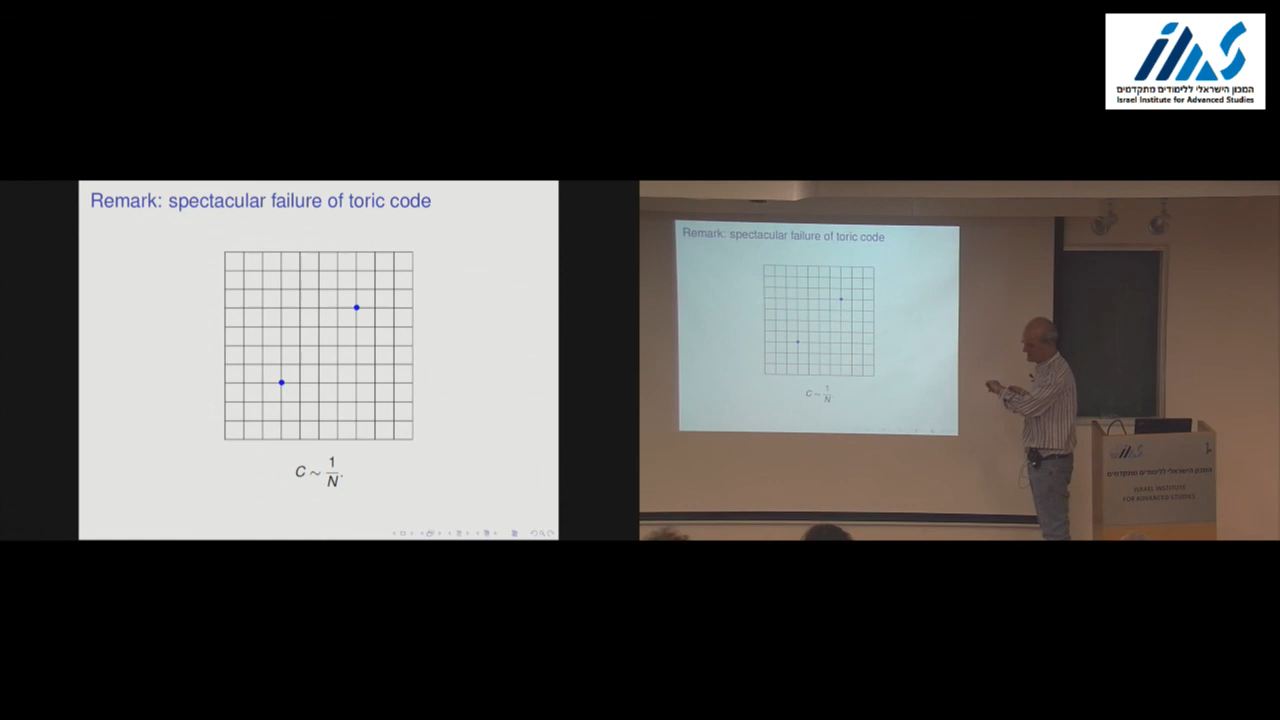 המכון הישראלי ללימודים מתקדמים
Israel Institute for Advanced Studies
Remark: spectacular failure of toric code
C ∼ 1/N.
Remark: spectacular failure of toric code
C ∼ 1/N.
המכון הישראלי ללימודים מתקדמים
ISRAEL INSTITUTE
FOR ADVANCED STUDIES